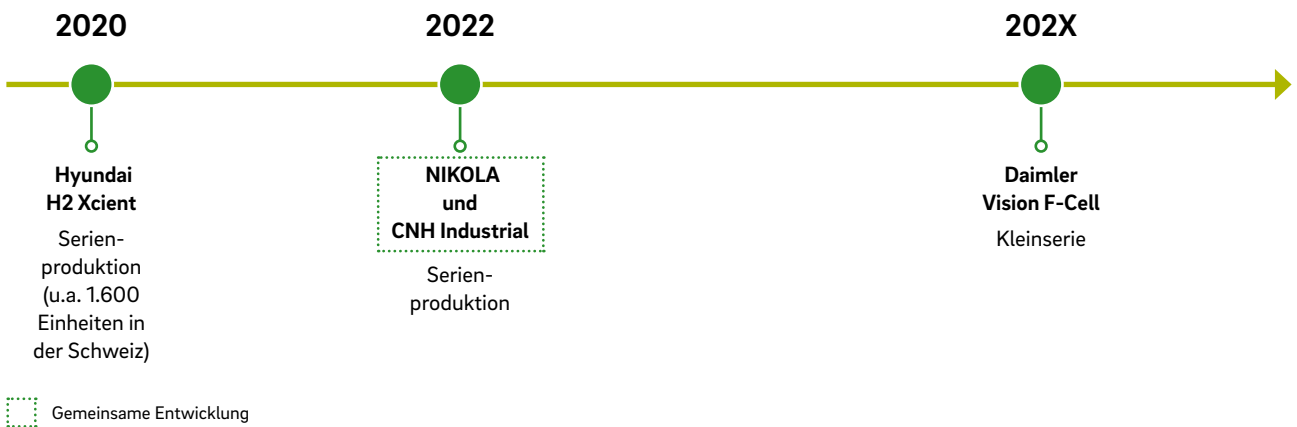 2020
Hyundai
H2 Xcient
Serien-
produktion
(u.a. 1.600
Einheiten in
der Schweiz)
2022
NIKOLA
und
CNH Industrial
Serien-
produktion
202X
Daimler
Vision F-Cell
Kleinserie
Gemeinsame Entwicklung